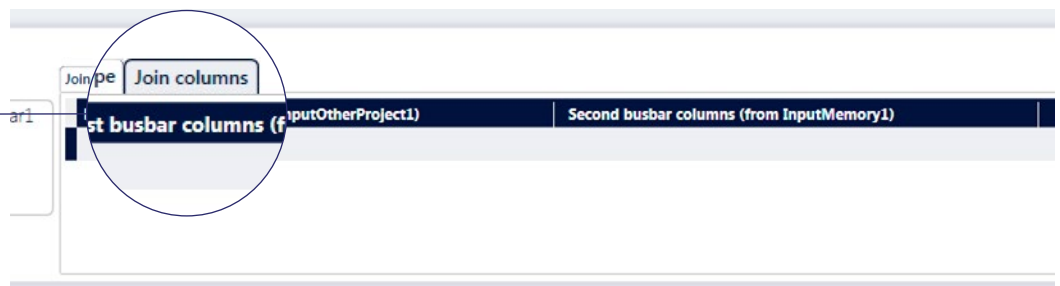 Join pe Join columns
ar1
st busbar columns (f nputOtherProject1) Second busbar columns (from InputMemory1)